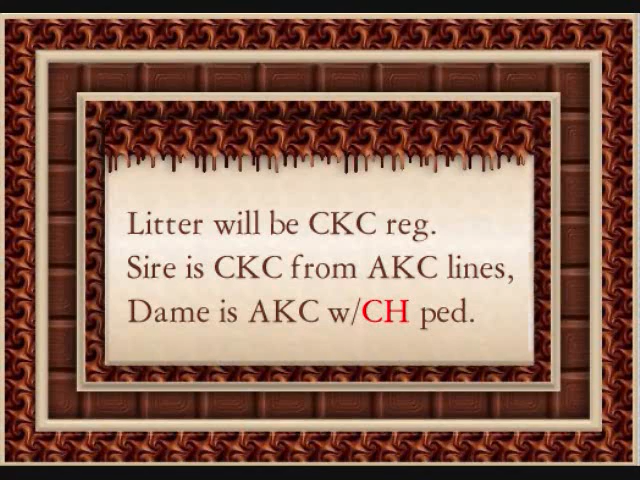 Litter will be CKC reg.
Sire is CKC from AKC lines,
Dame is AKC w/CH ped.